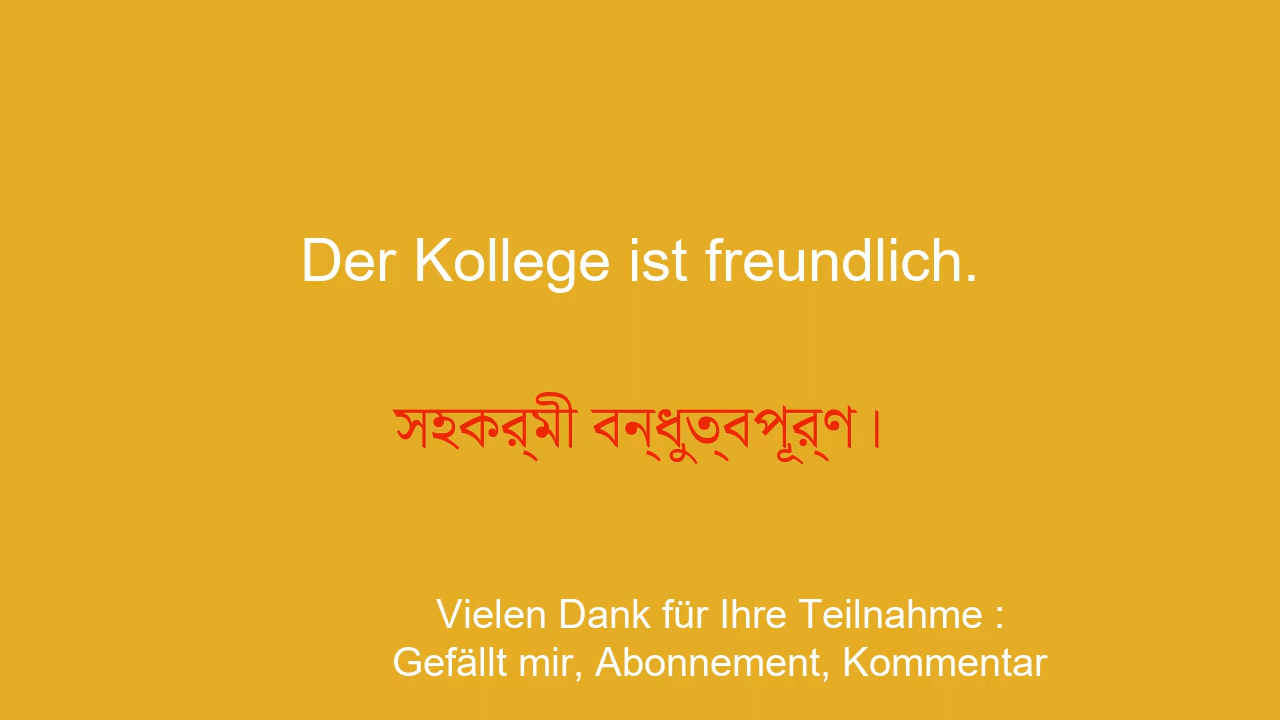 Der Kollege ist freundlich.
সহকর্মী বন্ধুত্বপূর্ণ।
Vielen Dank für Ihre Teilnahme :
Gefällt mir, Abonnement, Kommentar